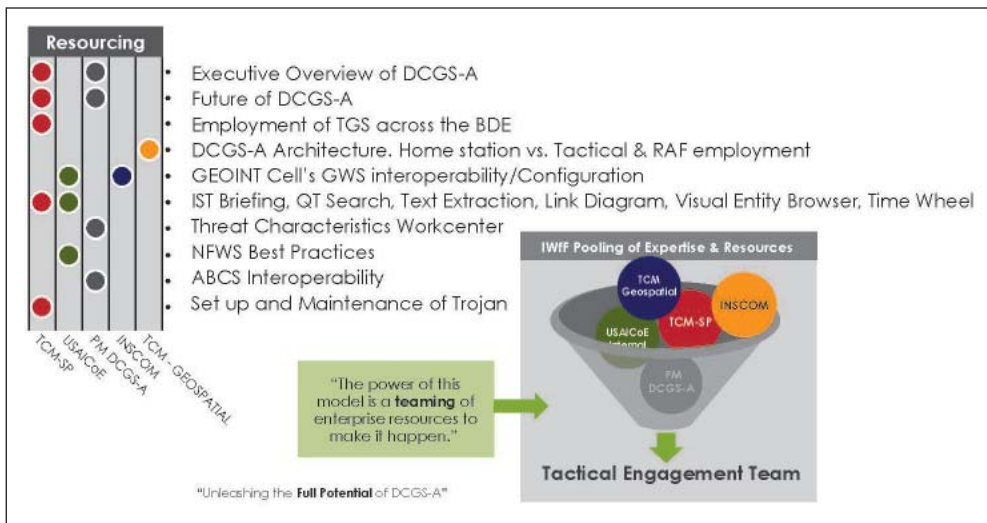 Resourcing
• Executive Overview of DCGS-A
• Future of DCGS-A
• Employment of TGS across the BDE
• DCGS-A Architecture. Home station vs. Tactical & RAF employment
• GEOINT Cell's GWS interoperability/Configuration
• IST Briefing, QT Search, Text Extraction, Link Diagram, Visual Entity Browser, Time Wheel
• Threat Characteristics Workcenter
• NFWS Best Practices
• ABCS Interoperability
• Set up and Maintenance of Trojan
TCM-SP
USAICoE
PM DCGS-A
INSCOM
TCM - GEOSPATIAL
IWfF Pooling of Expertise & Resources
TCM
Geospatial
INSCOM
TCM-SP
USAICoE
Internal
PM
DCGS-A
"The power of this
model is a teaming of
enterprise resources to
make it happen."
Tactical Engagement Team
"Unleashing the Full Potential of DCGS-A"